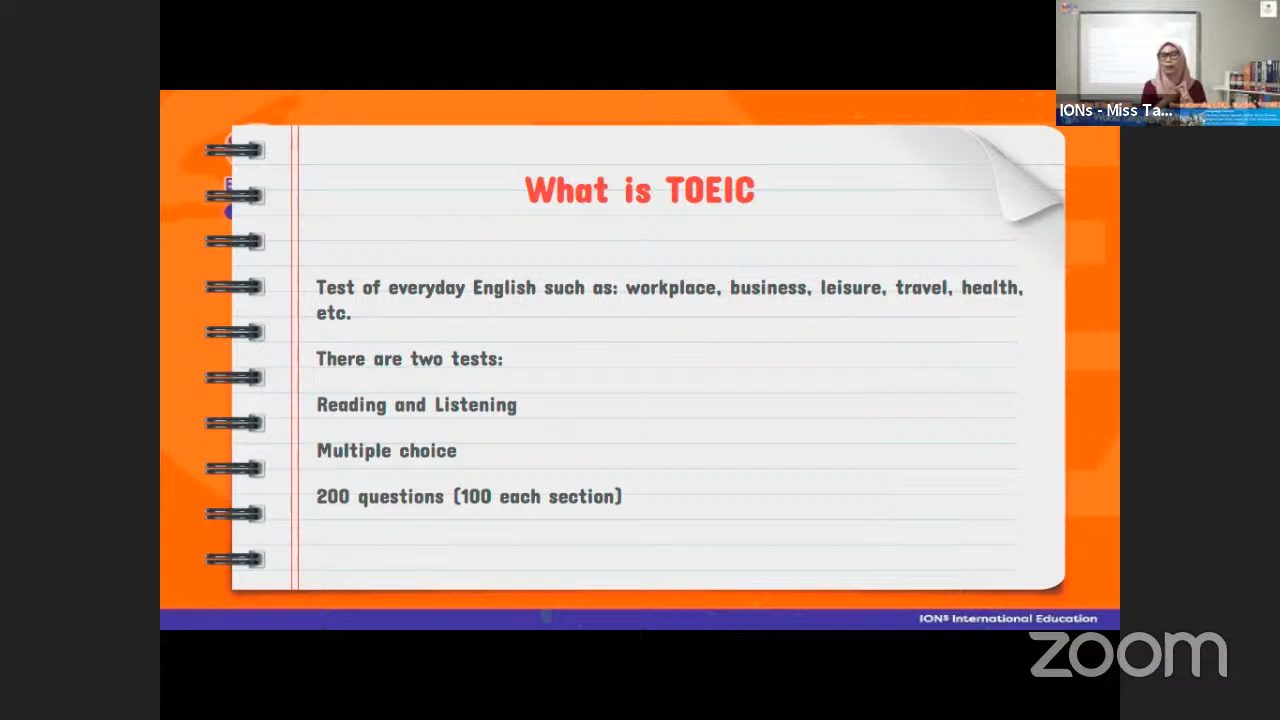 IONs - Miss Ta...
What is TOEIC
Test of everyday English such as: workplace, business, leisure, travel, health,
etc.
There are two tests:
Reading and Listening
Multiple choice
200 questions (100 each section)
IONs International Education
zoom